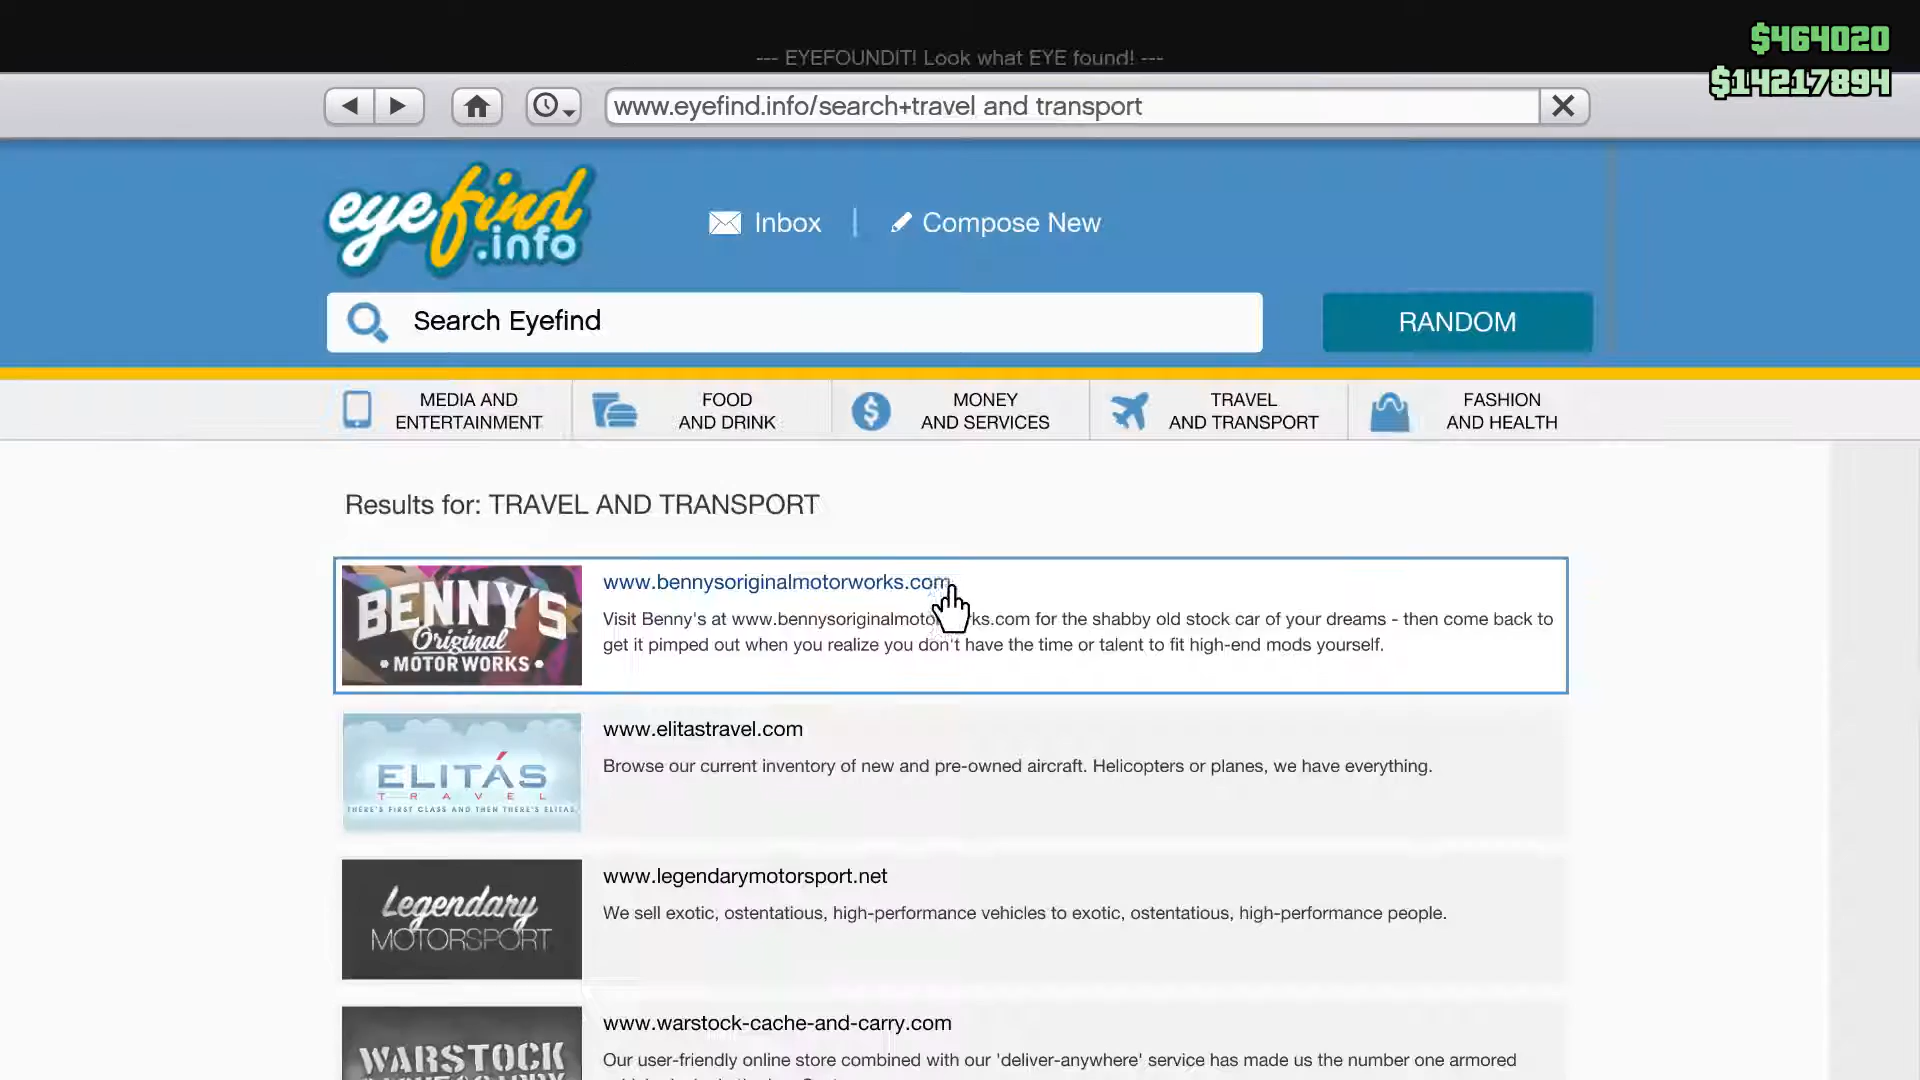 --- EYEFOUNDIT! Look what EYE found! ---
$464020
$14217894
www.eyefind.info/search+travel and transport
eyefind.info
Inbox
Compose New
Search Eyefind
RANDOM
MEDIA AND
ENTERTAINMENT
FOOD
AND DRINK
MONEY
AND SERVICES
TRAVEL
AND TRANSPORT
FASHION
AND HEALTH
Results for: TRAVEL AND TRANSPORT
BENNY'S
Original
MOTOR WORKS
www.bennysoriginalmotorworks.com
Visit Benny's at www.bennysoriginalmotorworks.com for the shabby old stock car of your dreams - then come back to
get it pimped out when you realize you don't have the time or talent to fit high-end mods yourself.
ELITÁS
TRAVEL
THERE'S FIRST CLASS AND THEN THERE'S ELITAS
www.elitastravel.com
Browse our current inventory of new and pre-owned aircraft. Helicopters or planes, we have everything.
Legendary
MOTORSPORT
www.legendarymotorsport.net
We sell exotic, ostentatious, high-performance vehicles to exotic, ostentatious, high-performance people.
WARSTOCK
www.warstock-cache-and-carry.com
Our user-friendly online store combined with our 'deliver-anywhere' service has made us the number one armored